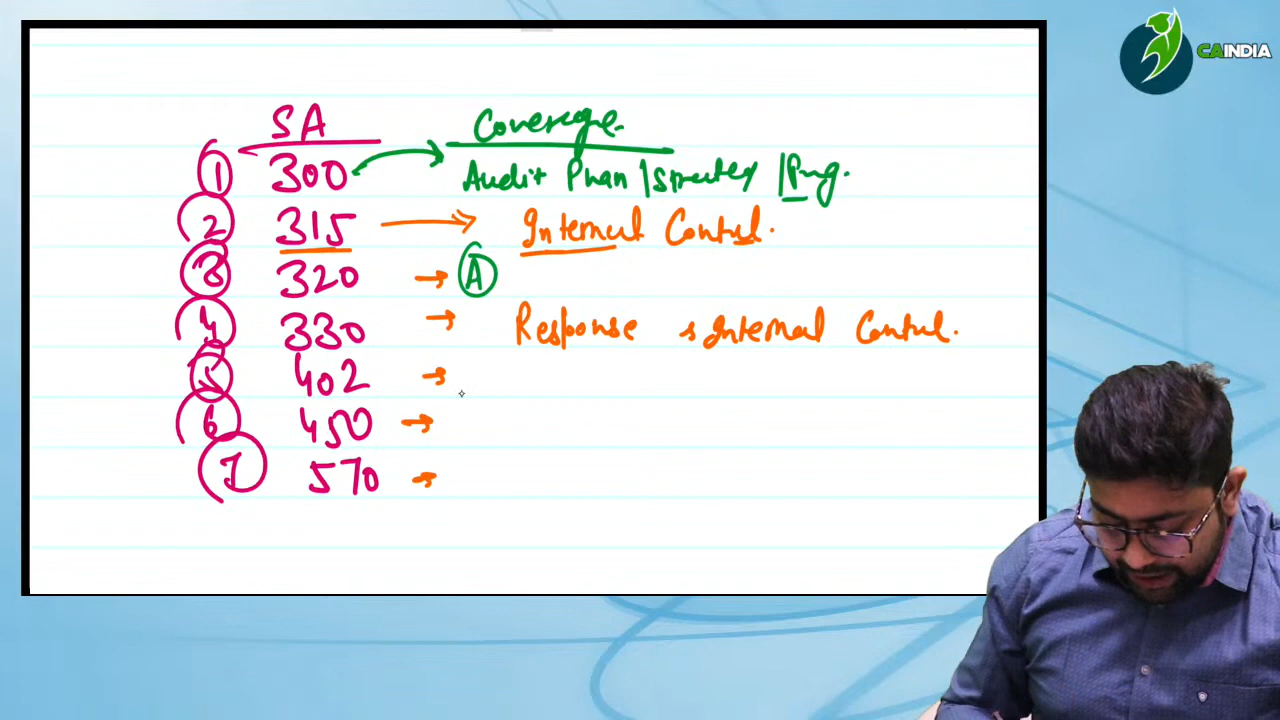 CAINDIA
SA Coverage
1 300 → Audit Plan | Strategy | Prog.
2 315 → Internal Control.
3 320 → A
4 330 → Response Internal Control.
5 402 →
6 450 →
7 570 →